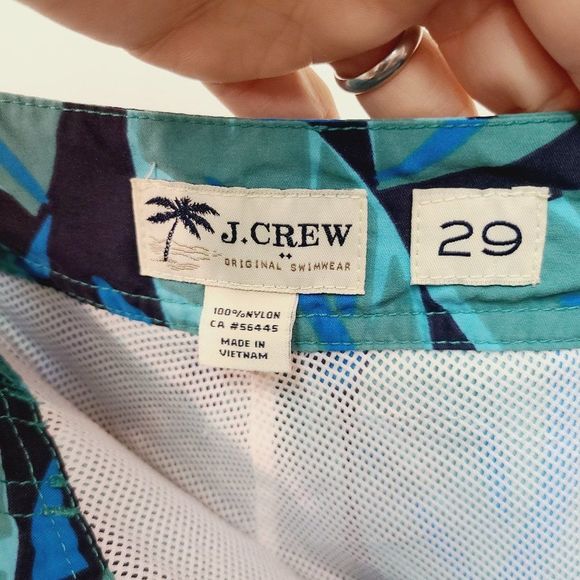 J.CREW
ORIGINAL SWIMWEAR
29
100%NYLON
CA #56445
MADE IN
VIETNAM